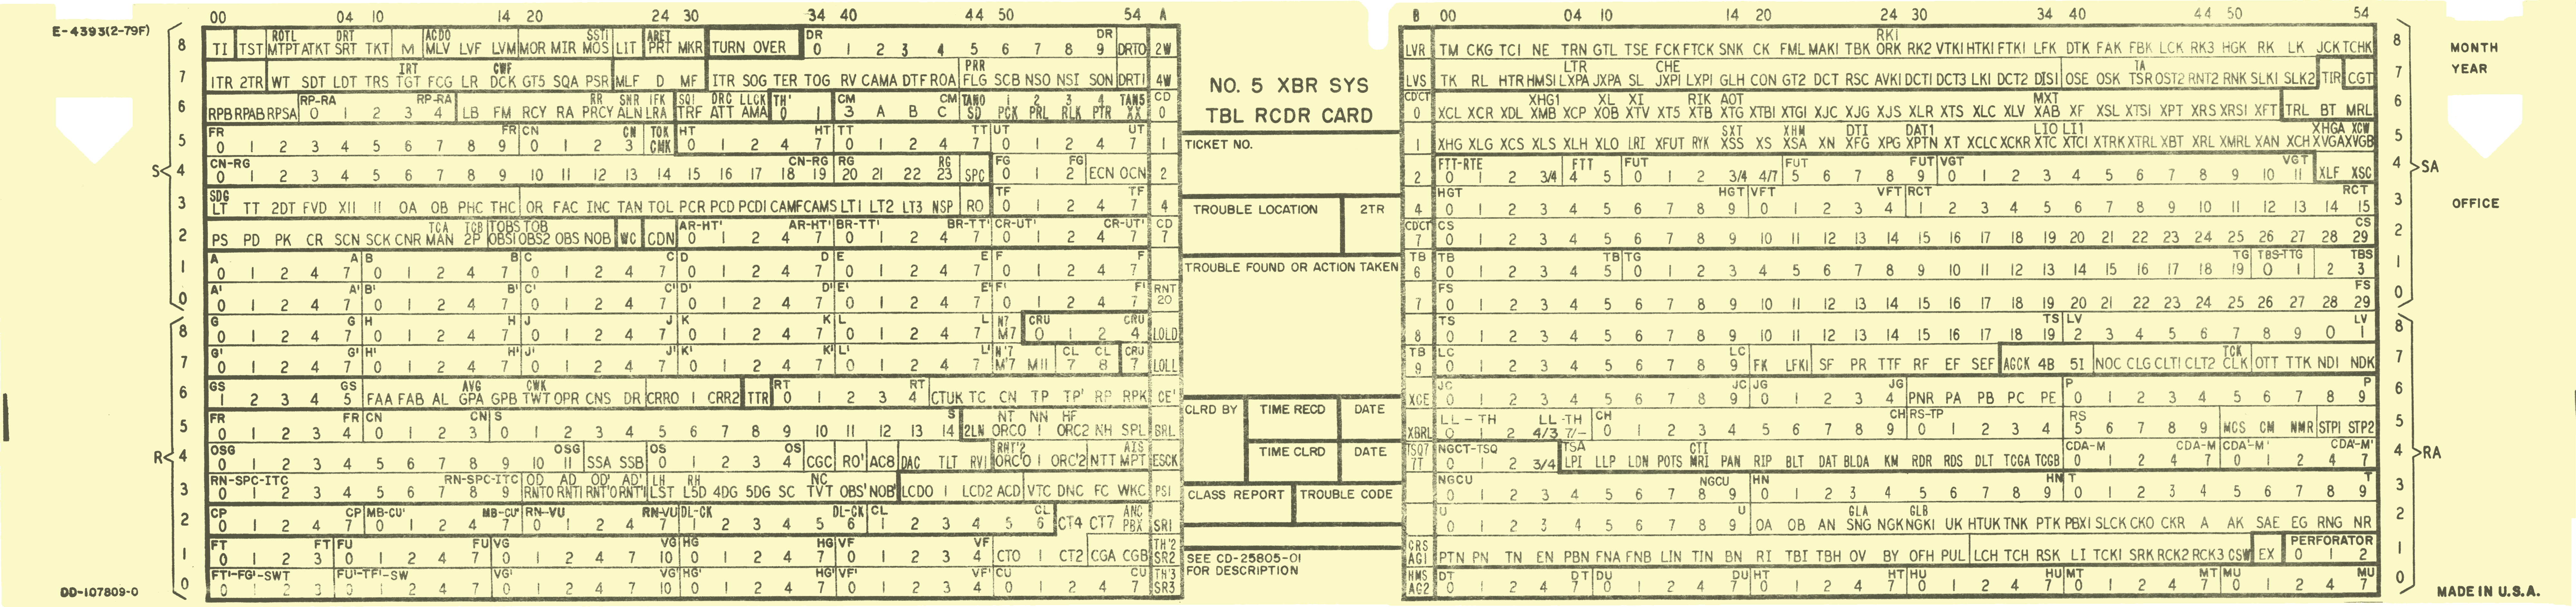 E-4393(2-79F)
00 04 10 14 20 24 30 34 40 44 50 54 A
8 TI TST ROTL MTPT ATKT DRT SRT TKT M ACDO MLV LVF LVM MOR MIR SSTI MOS LIT ARET PRT MKR TURN OVER DR 0 1 2 3 4 5 6 7 8 DR 9 DRTO 2W
7 ITR 2TR WT SDT LDT TRS IRT TGT FCG LR CWF DCK GT5 SQA PSR MLF D MF ITR SOG TER TOG RV CAMA DTF ROA PRR FLG SCB NSO NSI SON DRTI 4W
6 RPB RPAB RPSA RP-RA 0 1 2 3 RP-RA 4 LB FM RCY RA RR PRCY SNR ALN IFK LRA SQI TRF DRC ATT LLCK AMA TH' 0 1 CM 3 A B CM C TAN0 SD 1 PCK 2 PRL 3 RLK 4 PTR TAN5 XX CD 0
5 FR 0 1 2 3 4 5 6 7 8 FR 9 CN 0 1 2 CN 3 TOK CMK HT 0 1 2 4 HT 7 TT 0 1 2 4 TT 7 UT 0 1 2 4 UT 7 1
S 4 CN-RG 0 1 2 3 4 5 6 7 8 9 10 11 12 13 14 15 16 17 CN-RG 18 19 RG 20 21 22 RG 23 SPC FG 0 1 FG 2 ECN OCN 2
3 SDG LT TT 2DT FVD XII II OA OB PHC THC OR FAC INC TAN TOL PCR PCD PCDI CAMF CAMS LT1 LT2 LT3 NSP RO TF 0 1 2 4 TF 7 4
2 PS PD PK CR SCN SCK CNR TCA MAN TCB 2P TOBS OBSI TOB OBS2 OBS NOB WC CDN AR-HT' 0 1 2 4 AR-HT' 7 BR-TT' 0 1 2 4 BR-TT' 7 CR-UT' 0 1 2 4 CR-UT' 7 CD 7
1 A 0 1 2 4 A 7 B 0 1 2 4 B 7 C 0 1 2 4 C 7 D 0 1 2 4 D 7 E 0 1 2 4 E 7 F 0 1 2 4 F 7
0 A' 0 1 2 4 A' 7 B' 0 1 2 4 B' 7 C' 0 1 2 4 C' 7 D' 0 1 2 4 D' 7 E' 0 1 2 4 E' 7 F' 0 1 2 4 F' 7 RNT 20
8 G 0 1 2 4 G 7 H 0 1 2 4 H 7 J 0 1 2 4 J 7 K 0 1 2 4 K 7 L 0 1 2 4 L 7 N7 M7 CRU 0 1 2 CRU 4 LOLD
7 G' 0 1 2 4 G' 7 H' 0 1 2 4 H' 7 J' 0 1 2 4 J' 7 K' 0 1 2 4 K' 7 L' 0 1 2 4 L' 7 N'7 M'7 M11 CL 7 CL 8 CRU 7 LOLL
6 GS 1 2 3 4 GS 5 FAA FAB AL AVG GPA GPB CWK TWT OPR CNS DR CRRO 1 CRR2 TTR RT 0 1 2 3 RT 4 CTUK TC CN TP TP' RP RPK CE'
5 FR 0 1 2 3 FR 4 CN 0 1 2 CN 3 S 0 1 2 3 4 5 6 7 8 9 10 11 12 13 S 14 2LN NT ORCO NN 1 HF ORC2 NH SPL BRL
R 4 OSG 0 1 2 3 4 5 6 7 8 9 10 OSG 11 SSA SSB OS 0 1 2 3 OS 4 CGC RO' AC8 DAC TLT RVI RNT'2 ORC'O 1 ORC'2 NTT AIS MPT ESCK
3 RN-SPC-ITC 0 1 2 3 4 5 6 7 8 RN-SPC-ITC 9 OD RNTO AD RNTI OD' RNT'O AD' RNT'I LH LST RH L5D 4DG 5DG SC NC TVT OBS' NOB' LCDO 1 LCD2 ACD VTC DNC FC WKC PSI
2 CP 0 1 2 4 CP 7 MB-CU' 0 1 2 4 MB-CU' 7 RN-VU 0 1 2 4 RN-VU 7 DL-CK 0 1 2 3 4 5 DL-CK 6 CL 1 2 3 4 5 CL 6 CT4 CT7 ANC PBX SRI
1 FT 0 1 2 FT 3 FU 0 1 2 4 FU 7 VG 0 1 2 4 7 VG 10 HG 0 1 2 4 HG 7 VF 0 1 2 3 VF 4 CTO 1 CT2 CGA CGB TH'2 SR2
0 FT'-FG'-SWT 0 1 2 3 FU'-TF'-SW 0 1 2 4 7 VG' 0 1 2 4 7 VG' 10 HG' 0 1 2 4 HG' 7 VF' 0 1 2 3 VF' 4 CU 0 1 2 4 CU 7 TH'3 SR3
DD-107809-0
NO. 5 XBR SYS
TBL RCDR CARD
TICKET NO.
TROUBLE LOCATION 2TR
TROUBLE FOUND OR ACTION TAKEN
CLRD BY TIME RECD DATE
TIME CLRD DATE
CLASS REPORT TROUBLE CODE
SEE CD-25805-01
FOR DESCRIPTION
B 00 04 10 14 20 24 30 34 40 44 50 54
LVR TM CKG TCI NE TRN GTL TSE FCK FTCK SNK CK FML MAKI TBK RKI ORK RK2 VTKI HTKI FTKI LFK DTK FAK FBK LCK RK3 HGK RK LK JCK TCHK 8
LVS TK RL HTR HMSI LTR LXPA JXPA SL CHE JXPI LXPI GLH CON GT2 DCT RSC AVKI DCTI DCT3 LKI DCT2 DISI OSE OSK TA TSR OST2 RNT2 RNK SLKI SLK2 TIR CGT 7
CD'CT 0 XCL XCR XDL XHG1 XMB XCP XL XOB XI XTV XT5 RIK XTB AOT XTG XTBI XTGI XJC XJG XJS XLR XTS XLC XLV MXT XAB XF XSL XTSI XPT XRS XRSI XFT TRL BT MRL 6
1 XHG XLG XCS XLS XLH XLO LRI XFUT RYK SXT XSS XS XHM XSA XN DTI XFG XPG DAT1 XPTN XT XCLC XCKR LIO XTC LI1 XTCI XTRK XTRL XBT XRL XMRL XAN XCH XHGA XVGA XCW XVGB 5
2 FTT-RTE 0 1 2 3/4 FTT 4 5 FUT 0 1 2 3/4 4/7 FUT 5 6 7 8 FUT 9 VGT 0 1 2 3 4 5 6 7 8 9 10 VGT 11 XLF XSC 4 SA
4 HGT 0 1 2 3 4 5 6 7 8 HGT 9 VFT 0 1 2 3 VFT 4 RCT 1 2 3 4 5 6 7 8 9 10 11 12 13 14 RCT 15 3
CDCT 7 CS 0 1 2 3 4 5 6 7 8 9 10 11 12 13 14 15 16 17 18 19 20 21 22 23 24 25 26 27 28 CS 29 2
TB 6 TB 0 1 2 3 4 TB 5 TG 0 1 2 3 4 5 6 7 8 9 10 11 12 13 14 15 16 17 18 TG 19 TBS-TTG 0 1 2 TBS 3 1
7 FS 0 1 2 3 4 5 6 7 8 9 10 11 12 13 14 15 16 17 18 19 20 21 22 23 24 25 26 27 28 FS 29 0
8 TS 0 1 2 3 4 5 6 7 8 9 10 11 12 13 14 15 16 17 18 TS 19 LV 2 3 4 5 6 7 8 9 0 LV 1 8
TB 9 LC 0 1 2 3 4 5 6 7 8 LC 9 FK LFKI SF PR TTF RF EF SEF AGCK 4B 51 NOC CLG CLTI CLT2 TCK CLK OTT TTK NDI NDK 7
XCE JC 0 1 2 3 4 5 6 7 8 JC 9 JG 0 1 2 3 JG 4 PNR PA PB PC PE P 0 1 2 3 4 5 6 7 8 P 9 6
XBRL LL-TH 0 1 2 LL-TH 4/3 7/- CH 0 1 2 3 4 5 6 7 8 CH 9 RS-TP 0 1 2 3 4 RS 5 6 7 8 9 MCS CM NMR STP1 STP2 5
TSQ7 7T NGCT-TSQ 0 1 2 3/4 TSA LPI LLP LDN POTS CTI MRI PAN RIP BLT DAT BLDA KM RDR RDS DLT TCGA TCGB CDA-M 0 1 2 4 CDA-M 7 CDA'-M' 0 1 2 4 CDA'-M' 7 4 RA
NGCU 0 1 2 3 4 5 6 7 NGCU 8 9 HN 0 1 2 3 4 5 6 7 8 HN 9 T 0 1 2 3 4 5 6 7 8 T 9 3
U 0 1 2 3 4 5 6 7 8 U 9 OA OB AN GLA SNG NGK GLB NGKI UK HTUK TNK PTK PBXI SLCK CKO CKR A AK SAE EG RNG NR 2
CRS AG1 PTN PN TN EN PBN FNA FNB LIN TIN BN RI TBI TBH OV BY OFH PUL LCH TCH RSK LI TCKI SRK RCK2 RCK3 CSW EX PERFORATOR 0 1 2 1
HMS AG2 DT 0 1 2 4 DT 7 DU 0 1 2 4 DU 7 HT 0 1 2 4 HT 7 HU 0 1 2 4 HU 7 MT 0 1 2 4 MT 7 MU 0 1 2 4 MU 7 0
MONTH
YEAR
OFFICE
MADE IN U.S.A.